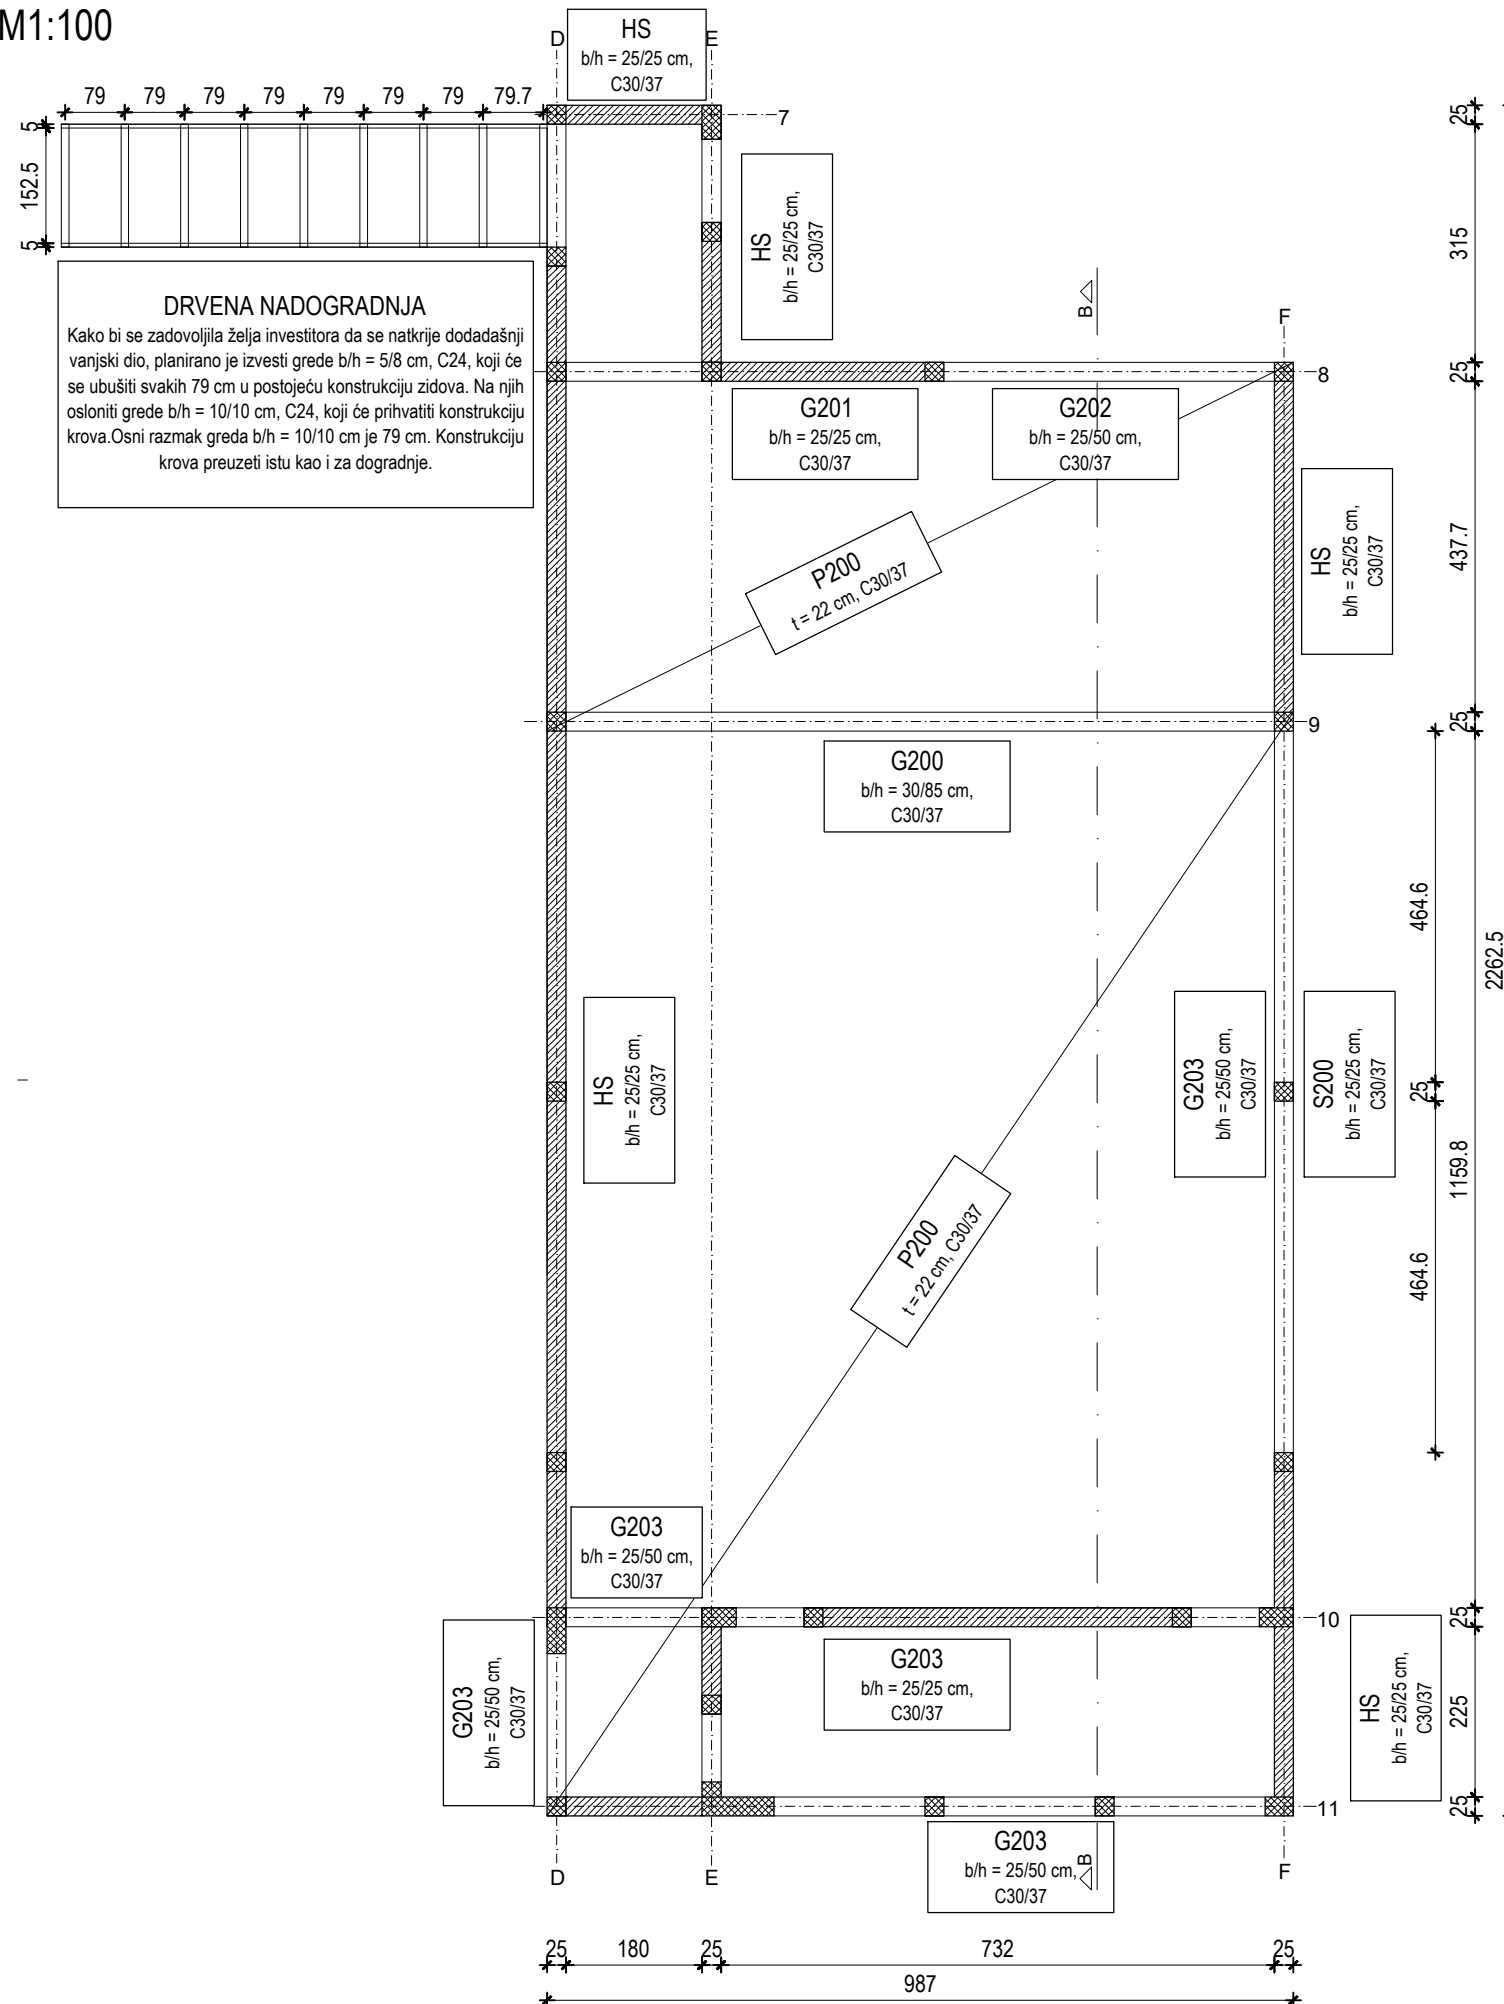 M1:100
HS
b/h = 25/25 cm,
C30/37
D
E
79
79
79
79
79
79
79
79.7
7
25
5
152.5
5
315
HS
b/h = 25/25 cm,
C30/37
B
F
DRVENA NADOGRADNJA
Kako bi se zadovoljila želja investitora da se natkrije dodadašnji
vanjski dio, planirano je izvesti grede b/h = 5/8 cm, C24, koji će
se ubušiti svakih 79 cm u postojeću konstrukciju zidova. Na njih
osloniti grede b/h = 10/10 cm, C24, koji će prihvatiti konstrukciju
krova.Osni razmak greda b/h = 10/10 cm je 79 cm. Konstrukciju
krova preuzeti istu kao i za dogradnje.
8
25
G201
b/h = 25/25 cm,
C30/37
G202
b/h = 25/50 cm,
C30/37
HS
b/h = 25/25 cm,
C30/37
437.7
P200
t = 22 cm, C30/37
9
25
G200
b/h = 30/85 cm,
C30/37
464.6
2262.5
HS
b/h = 25/25 cm,
C30/37
G203
b/h = 25/50 cm,
C30/37
S200
b/h = 25/25 cm,
C30/37
25
1159.8
P200
t = 22 cm, C30/37
464.6
G203
b/h = 25/50 cm,
C30/37
10
25
G203
b/h = 25/50 cm,
C30/37
G203
b/h = 25/25 cm,
C30/37
HS
b/h = 25/25 cm,
C30/37
225
11
25
G203
b/h = 25/50 cm,
C30/37
B
D
E
F
25
180
25
732
25
987